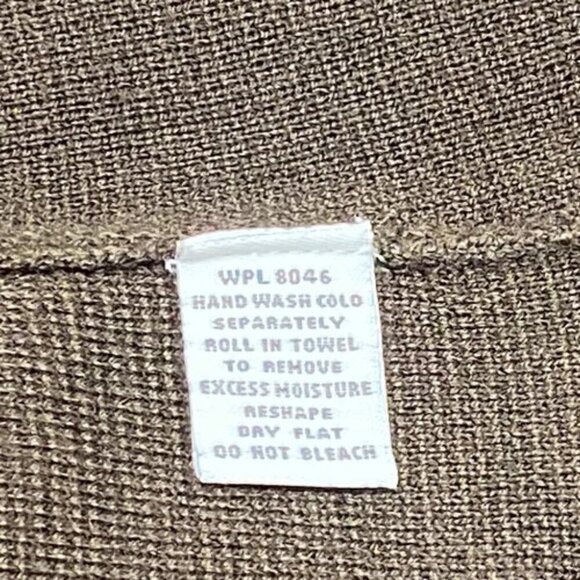 WPL 8046
HAND WASH COLD
SEPARATELY
ROLL IN TOWEL
TO REMOVE
EXCESS MOISTURE
RESHAPE
DRY FLAT
DO NOT BLEACH